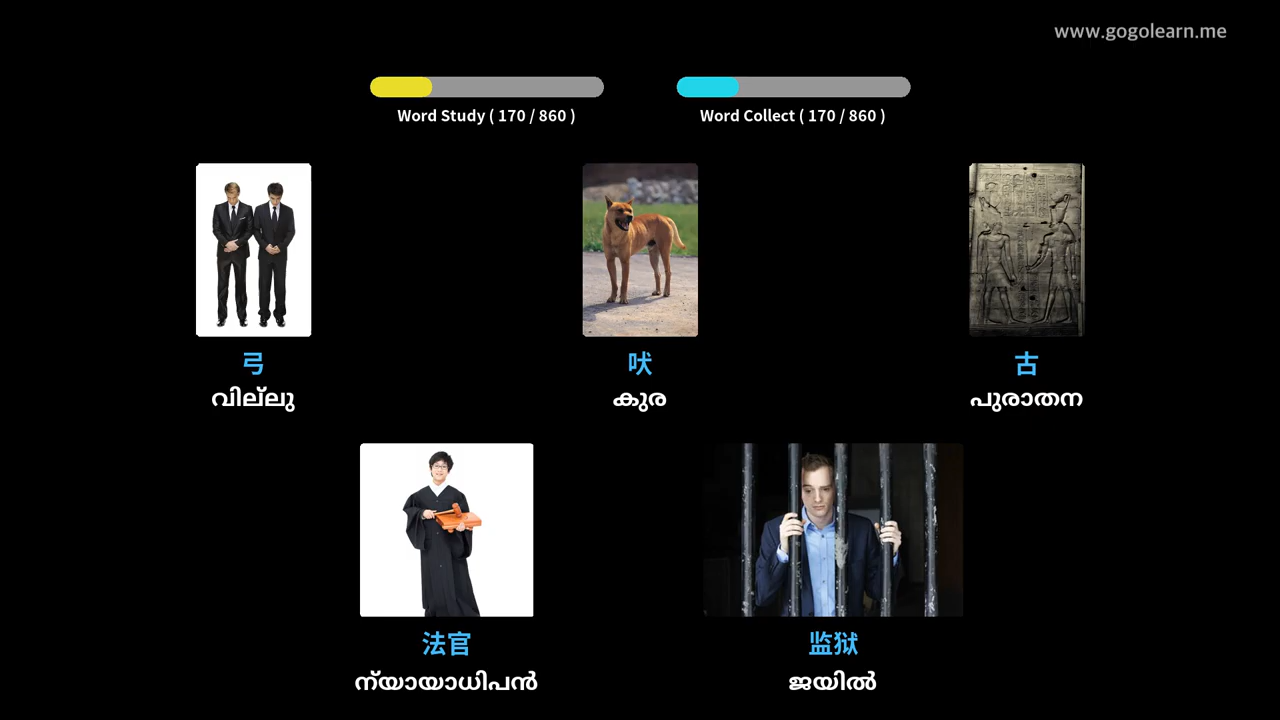 www.gogolearn.me
Word Study ( 170 / 860 )
Word Collect ( 170 / 860 )
弓
വില്ലു
吠
കുര
古
പുരാതന
法官
ന്യായാധിപൻ
监狱
ജയിൽ